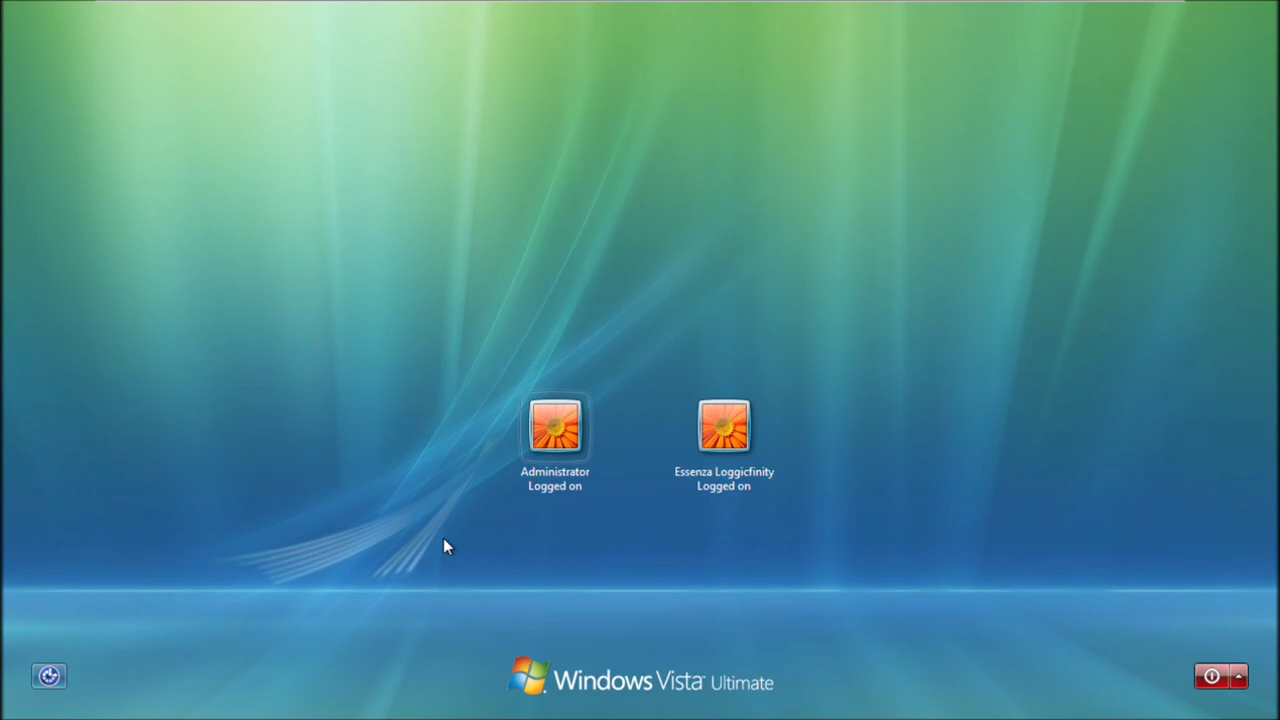 Administrator
Logged on
Essenza Loggicfinity
Logged on
Windows Vista Ultimate